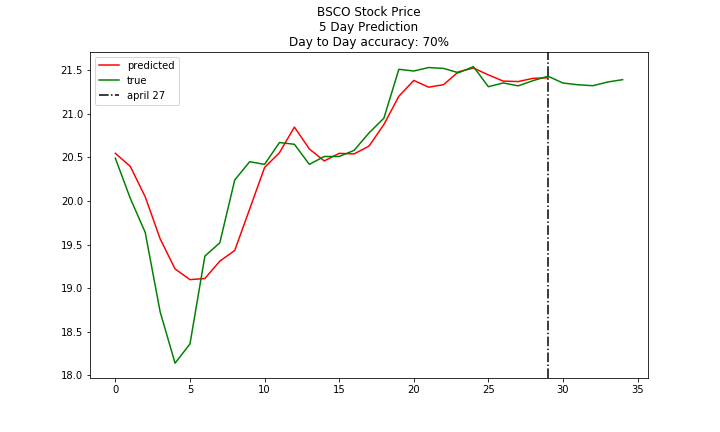 BSCO Stock Price
5 Day Prediction
Day to Day accuracy: 70%
predicted
true
april 27
21.5
21.0
20.5
20.0
19.5
19.0
18.5
18.0
0 5 10 15 20 25 30 35